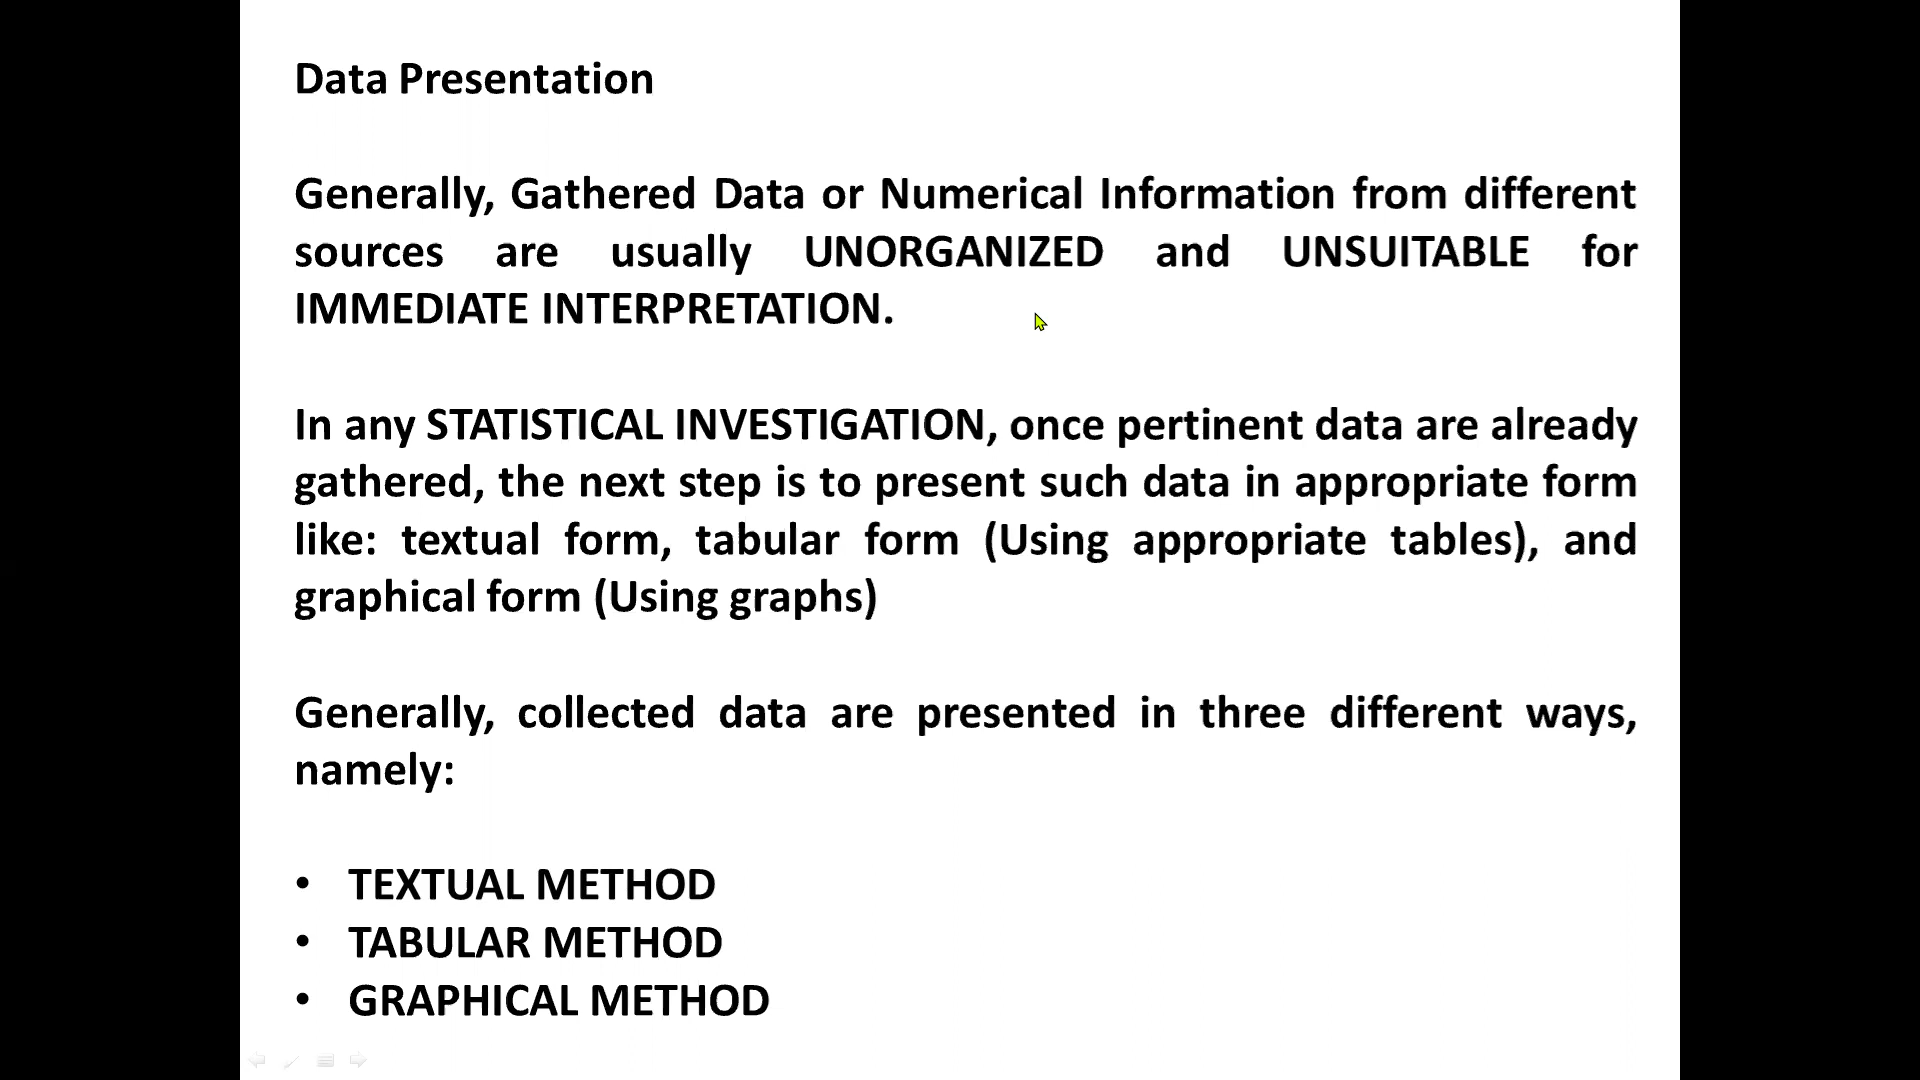 Data Presentation
Generally, Gathered Data or Numerical Information from different
sources are usually UNORGANIZED and UNSUITABLE for
IMMEDIATE INTERPRETATION.
In any STATISTICAL INVESTIGATION, once pertinent data are already
gathered, the next step is to present such data in appropriate form
like: textual form, tabular form (Using appropriate tables), and
graphical form (Using graphs)
Generally, collected data are presented in three different ways,
namely:
• TEXTUAL METHOD
• TABULAR METHOD
• GRAPHICAL METHOD